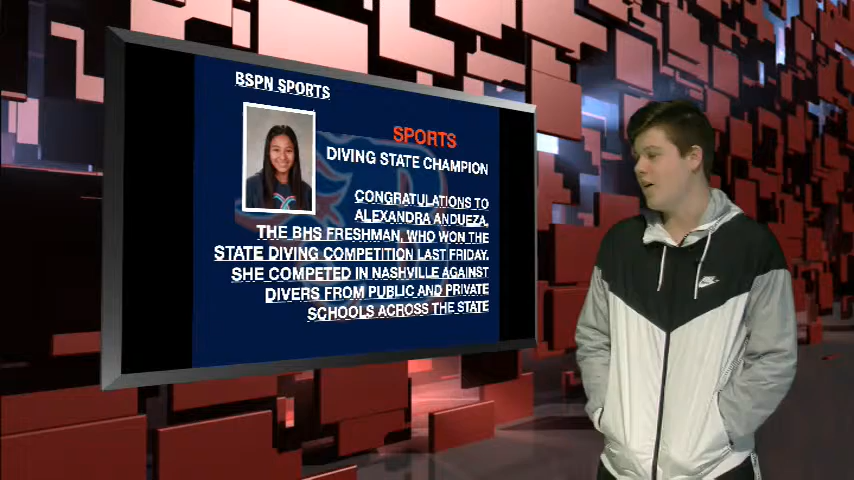 BSPN SPORTS
SPORTS
DIVING STATE CHAMPION
CONGRATULATIONS TO
ALEXANDRA ANDUEZA,
THE BHS FRESHMAN, WHO WON THE
STATE DIVING COMPETITION LAST FRIDAY.
SHE COMPETED IN NASHVILLE AGAINST
DIVERS FROM PUBLIC AND PRIVATE
SCHOOLS ACROSS THE STATE